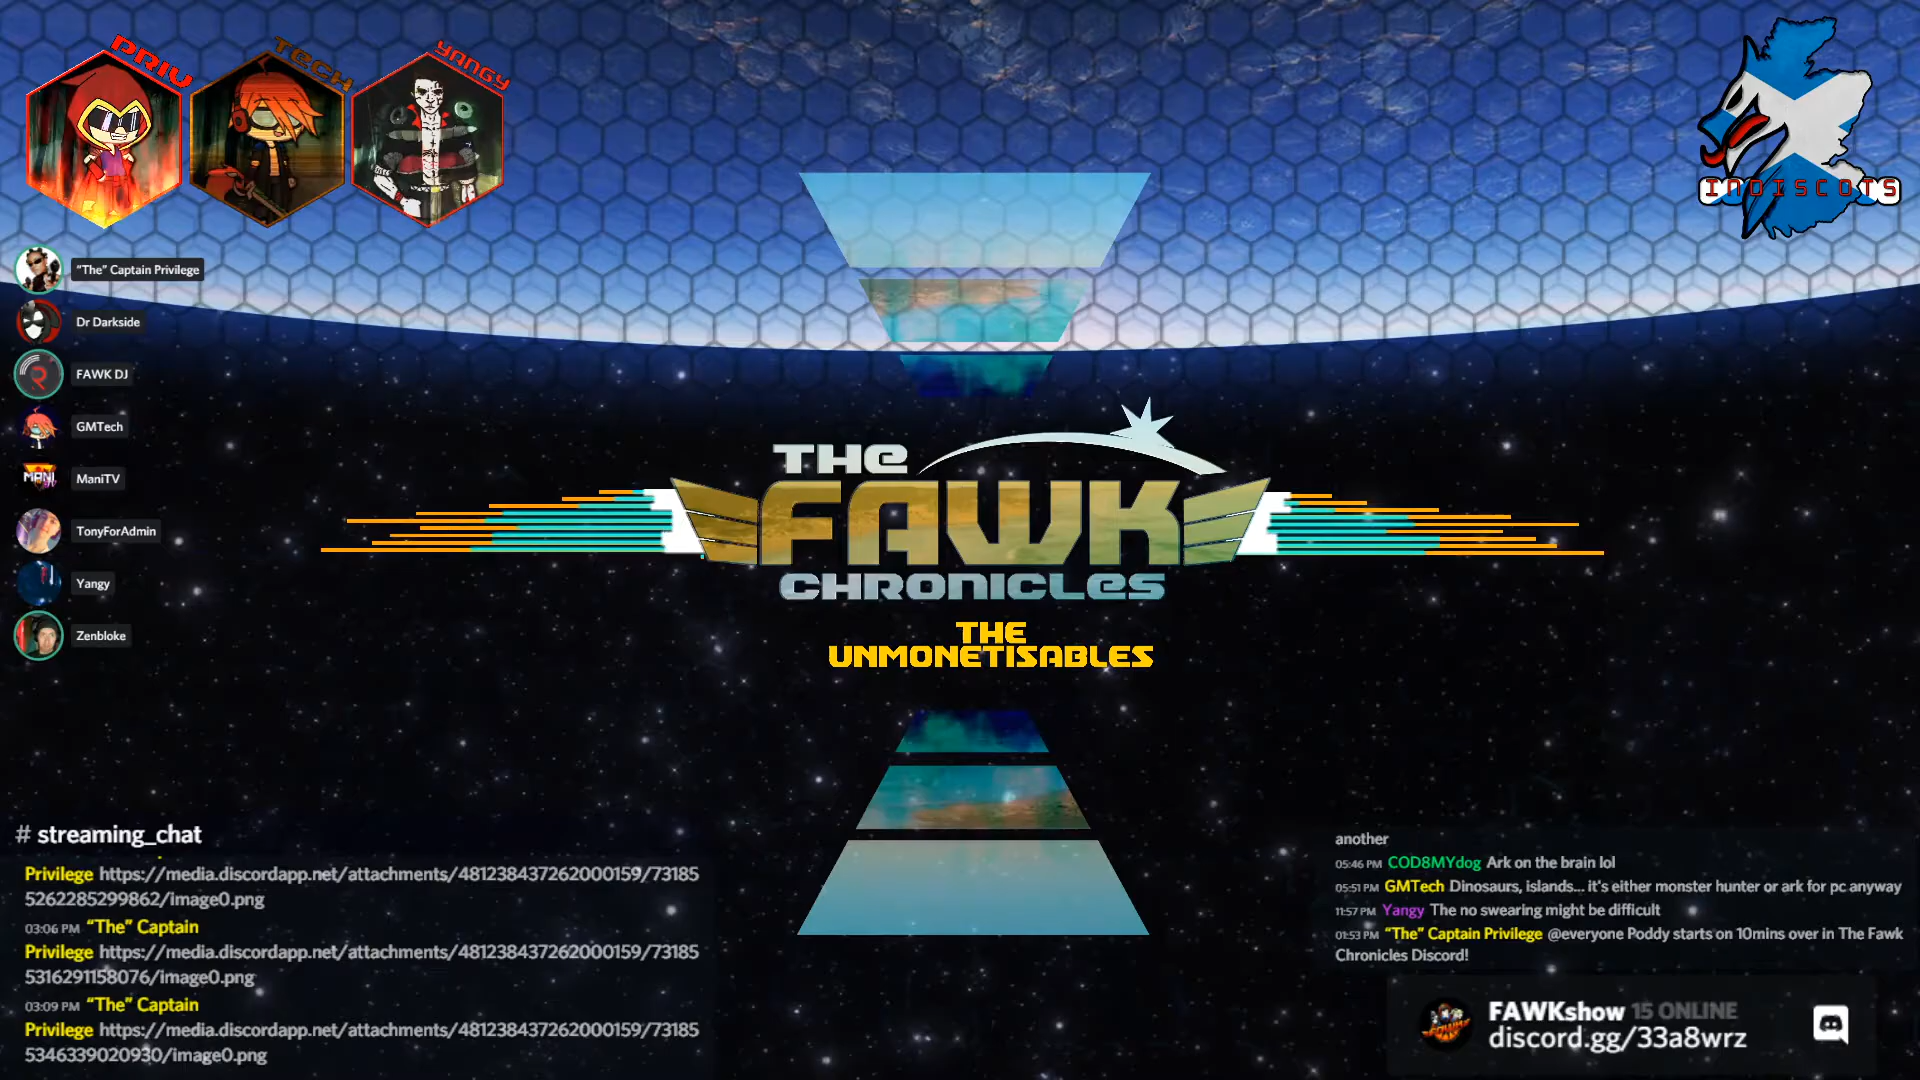 PRIV
TECH
YANGY
INDISCOTS
"The" Captain Privilege
Dr Darkside
FAWK DJ
GMTech
MANI
ManiTV
TonyForAdmin
Yangy
Zenbloke
THE
FAWK
CHRONICLES
THE
UNMONETISABLES
# streaming_chat
Privilege https://media.discordapp.net/attachments/481238437262000159/73185
5262285299862/image0.png
03:06 PM "The" Captain
Privilege https://media.discordapp.net/attachments/481238437262000159/73185
5316291158076/image0.png
03:09 PM "The" Captain
Privilege https://media.discordapp.net/attachments/481238437262000159/73185
5346339020930/image0.png
another
05:46 PM COD8MYdog Ark on the brain lol
05:51 PM GMTech Dinosaurs, islands... it's either monster hunter or ark for pc anyway
11:57 PM Yangy The no swearing might be difficult
01:53 PM "The" Captain Privilege @everyone Poddy starts on 10mins over in The Fawk
Chronicles Discord!
FAWKshow 15 ONLINE
discord.gg/33a8wrz